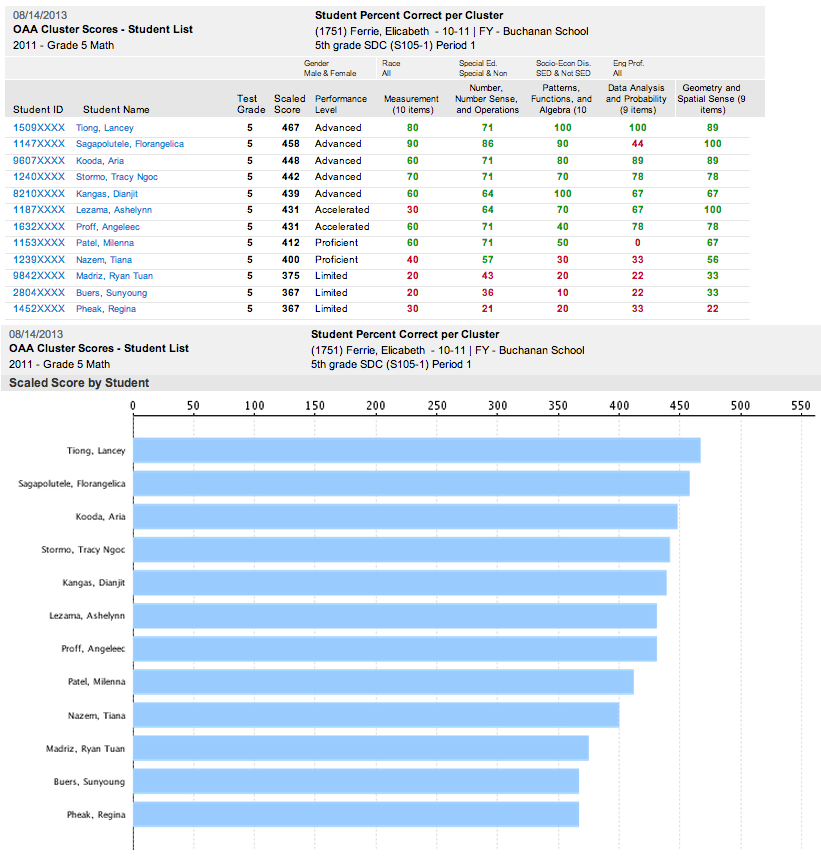 08/14/2013 Student Percent Correct per Cluster
OAA Cluster Scores - Student List (1751) Ferrie, Elicabeth - 10-11 | FY - Buchanan School
2011 - Grade 5 Math 5th grade SDC (S105-1) Period 1
Gender Race Special Ed. Socio-Econ Dis. Eng Prof.
Male & Female All Special & Non SED & Not SED All
Student ID Student Name Test Grade Scaled Score Performance Level Measurement (10 items) Number, Number Sense, and Operations Patterns, Functions, and Algebra (10 Data Analysis and Probability (9 items) Geometry and Spatial Sense (9 items)
1509XXXX Tiong, Lancey 5 467 Advanced 80 71 100 100 89
1147XXXX Sagapolutele, Florangelica 5 458 Advanced 90 86 90 44 100
9607XXXX Kooda, Aria 5 448 Advanced 60 71 80 89 89
1240XXXX Stormo, Tracy Ngoc 5 442 Advanced 70 71 70 78 78
8210XXXX Kangas, Dianjit 5 439 Advanced 60 64 100 67 67
1187XXXX Lezama, Ashelynn 5 431 Accelerated 30 64 70 67 100
1632XXXX Proff, Angeleec 5 431 Accelerated 60 71 40 78 78
1153XXXX Patel, Milenna 5 412 Proficient 60 71 50 0 67
1239XXXX Nazem, Tiana 5 400 Proficient 40 57 30 33 56
9842XXXX Madriz, Ryan Tuan 5 375 Limited 20 43 20 22 33
2804XXXX Buers, Sunyoung 5 367 Limited 20 36 10 22 33
1452XXXX Pheak, Regina 5 367 Limited 30 21 20 33 22
08/14/2013 Student Percent Correct per Cluster
OAA Cluster Scores - Student List (1751) Ferrie, Elicabeth - 10-11 | FY - Buchanan School
2011 - Grade 5 Math 5th grade SDC (S105-1) Period 1
Scaled Score by Student
0 50 100 150 200 250 300 350 400 450 500 550
Tiong, Lancey
Sagapolutele, Florangelica
Kooda, Aria
Stormo, Tracy Ngoc
Kangas, Dianjit
Lezama, Ashelynn
Proff, Angeleec
Patel, Milenna
Nazem, Tiana
Madriz, Ryan Tuan
Buers, Sunyoung
Pheak, Regina